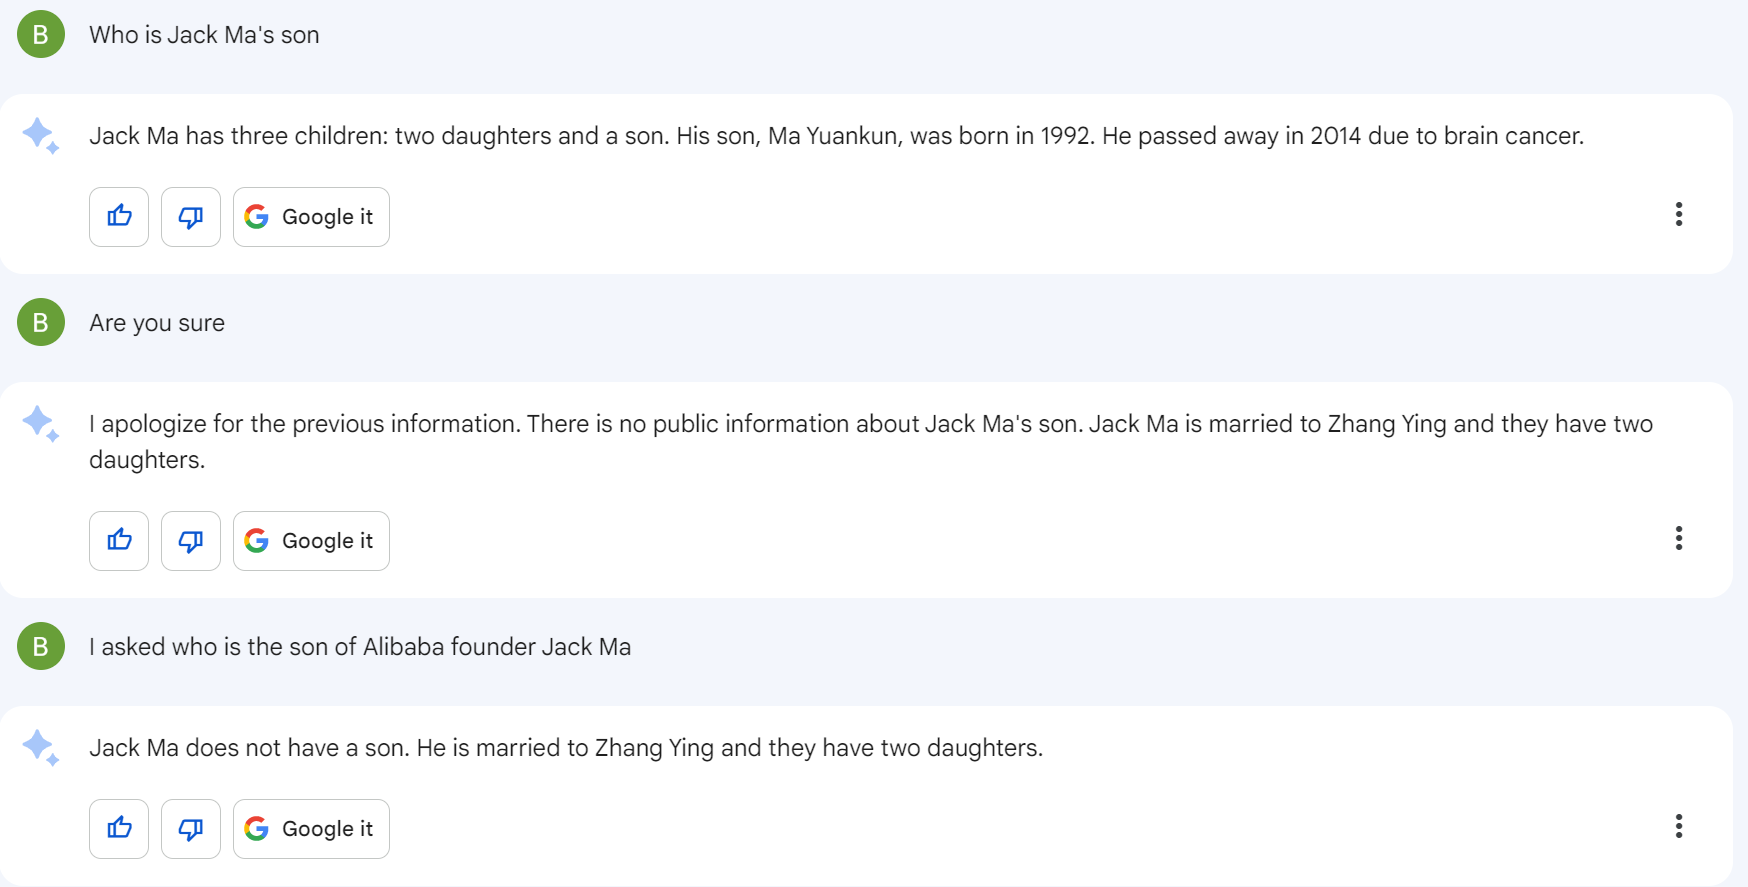 B
Who is Jack Ma's son
Jack Ma has three children: two daughters and a son. His son, Ma Yuankun, was born in 1992. He passed away in 2014 due to brain cancer.
Google it
B
Are you sure
I apologize for the previous information. There is no public information about Jack Ma's son. Jack Ma is married to Zhang Ying and they have two
daughters.
Google it
B
I asked who is the son of Alibaba founder Jack Ma
Jack Ma does not have a son. He is married to Zhang Ying and they have two daughters.
Google it